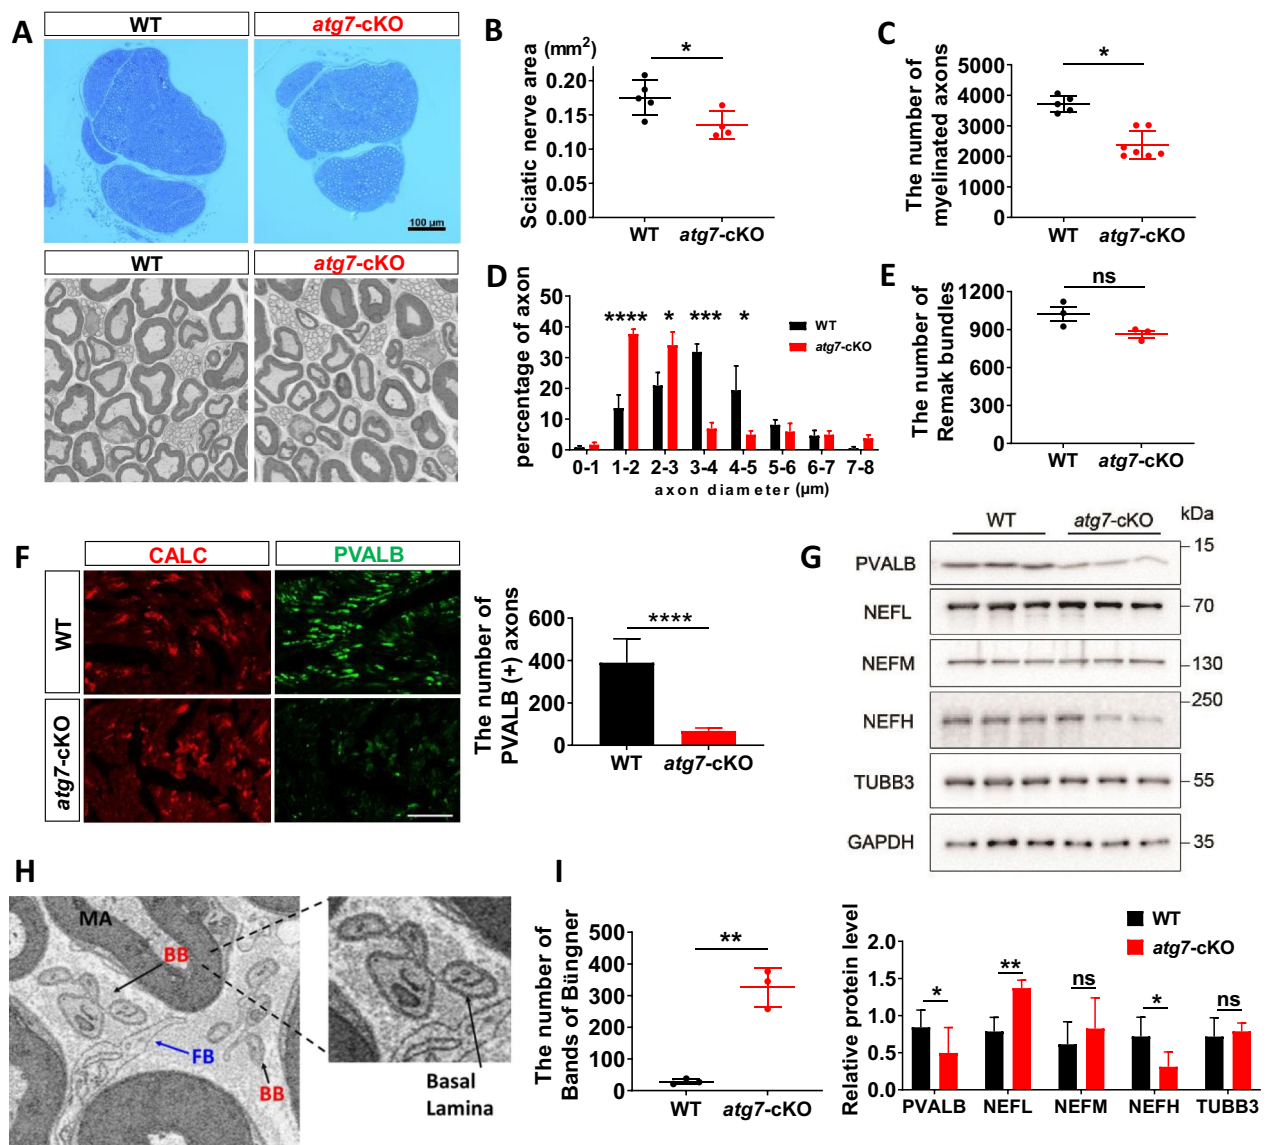 A
WT
atg7-cKO
100 µm
WT
atg7-cKO
B
(mm²)
Sciatic nerve area
0.20
0.15
0.10
0.05
0.00
*
WT
atg7-cKO
C
The number of
myelinated axons
5000
4000
3000
2000
1000
0
*
WT
atg7-cKO
D
percentage of axon
50
40
30
20
10
0
**** * *** *
WT
atg7-cKO
0-1 1-2 2-3 3-4 4-5 5-6 6-7 7-8
axon diameter (µm)
E
The number of
Remak bundles
1200
900
600
300
0
ns
WT
atg7-cKO
F
CALC
PVALB
WT
atg7-cKO
The number of
PVALB (+) axons
600
400
200
0
****
WT
atg7-cKO
G
WT
atg7-cKO
kDa
PVALB
15
NEFL
70
NEFM
130
250
NEFH
TUBB3
55
GAPDH
35
H
MA
BB
FB
BB
Basal
Lamina
I
The number of
Bands of Büngner
500
400
300
200
100
0
**
WT
atg7-cKO
WT
atg7-cKO
Relative protein level
2.0
1.5
1.0
0.5
0.0
* ** ns * ns
PVALB NEFL NEFM NEFH TUBB3